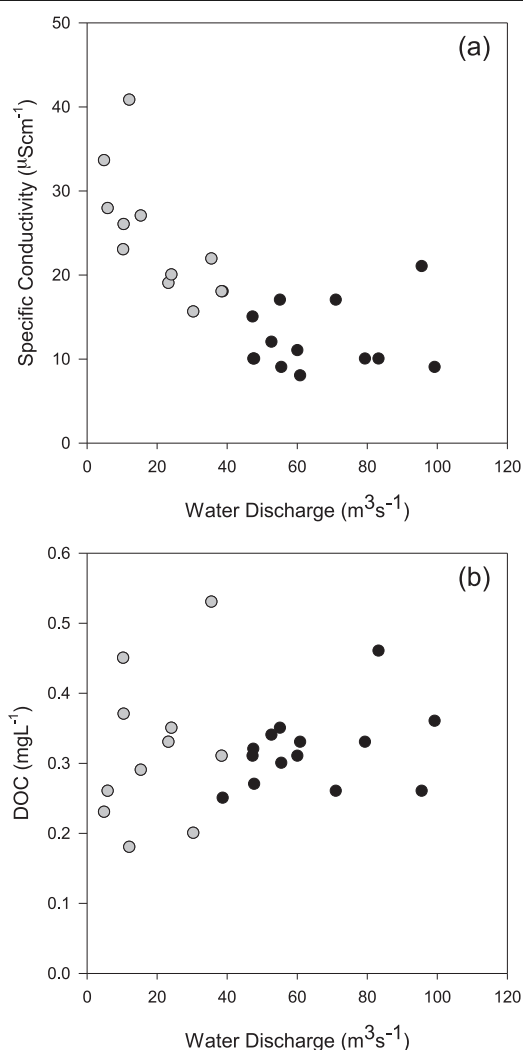 (a)
50
40
30
20
10
0
Specific Conductivity (µScm⁻¹)
0 20 40 60 80 100 120
Water Discharge (m³s⁻¹)
(b)
0.6
0.5
0.4
0.3
0.2
0.1
0.0
DOC (mgL⁻¹)
0 20 40 60 80 100 120
Water Discharge (m³s⁻¹)